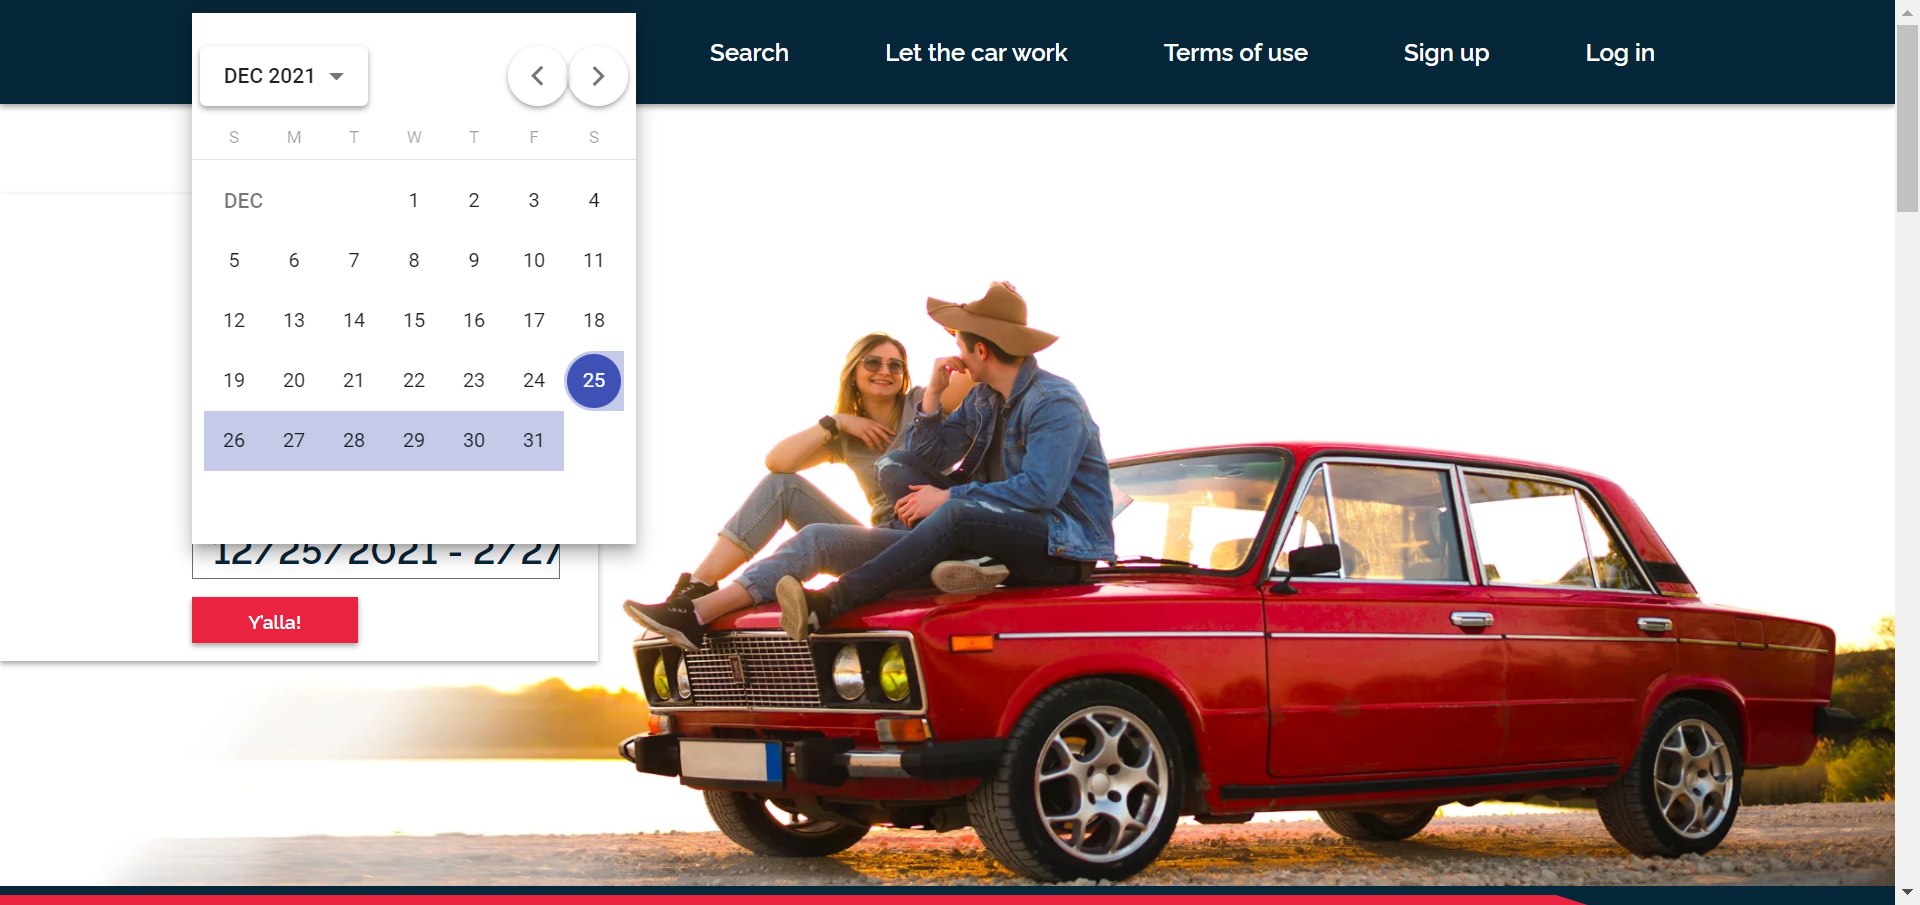 Search Let the car work Terms of use Sign up Log in
DEC 2021
S M T W T F S
DEC 1 2 3 4
5 6 7 8 9 10 11
12 13 14 15 16 17 18
19 20 21 22 23 24 25
26 27 28 29 30 31
12/25/2021 - 2/27
Y'alla!